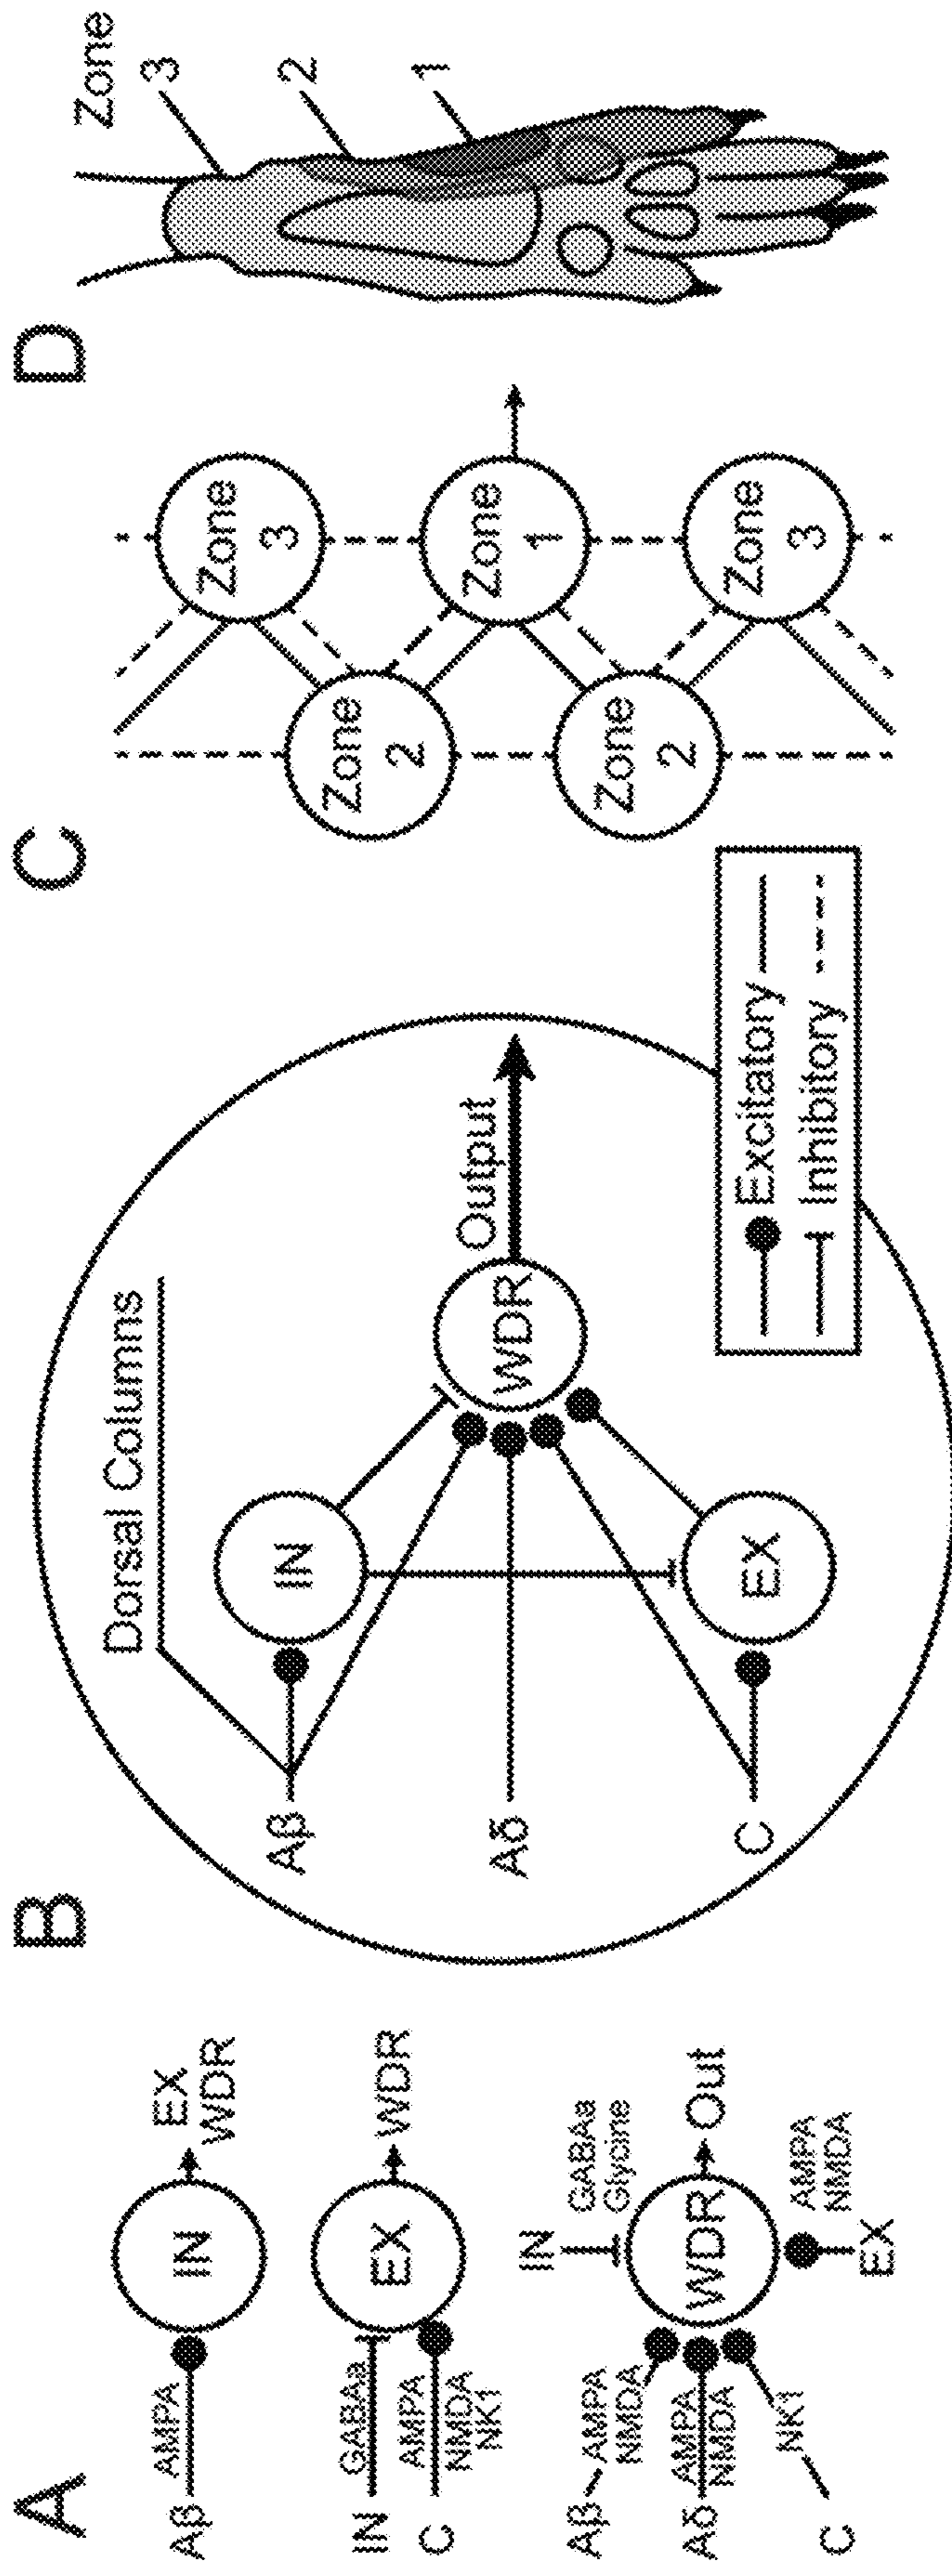 A
Aβ
AMPA
IN
EX
WDR
IN
GABAa
C
AMPA
NMDA
NK1
EX
WDR
IN
GABAa
Glycine
Aβ
AMPA
NMDA
Aδ
AMPA
NMDA
C
NK1
WDR
Out
EX
AMPA
NMDA
B
Dorsal Columns
Aβ
IN
Aδ
WDR
Output
C
EX
Excitatory
Inhibitory
C
Zone
3
Zone
2
Zone
1
Zone
2
Zone
3
D
Zone
3
2
1